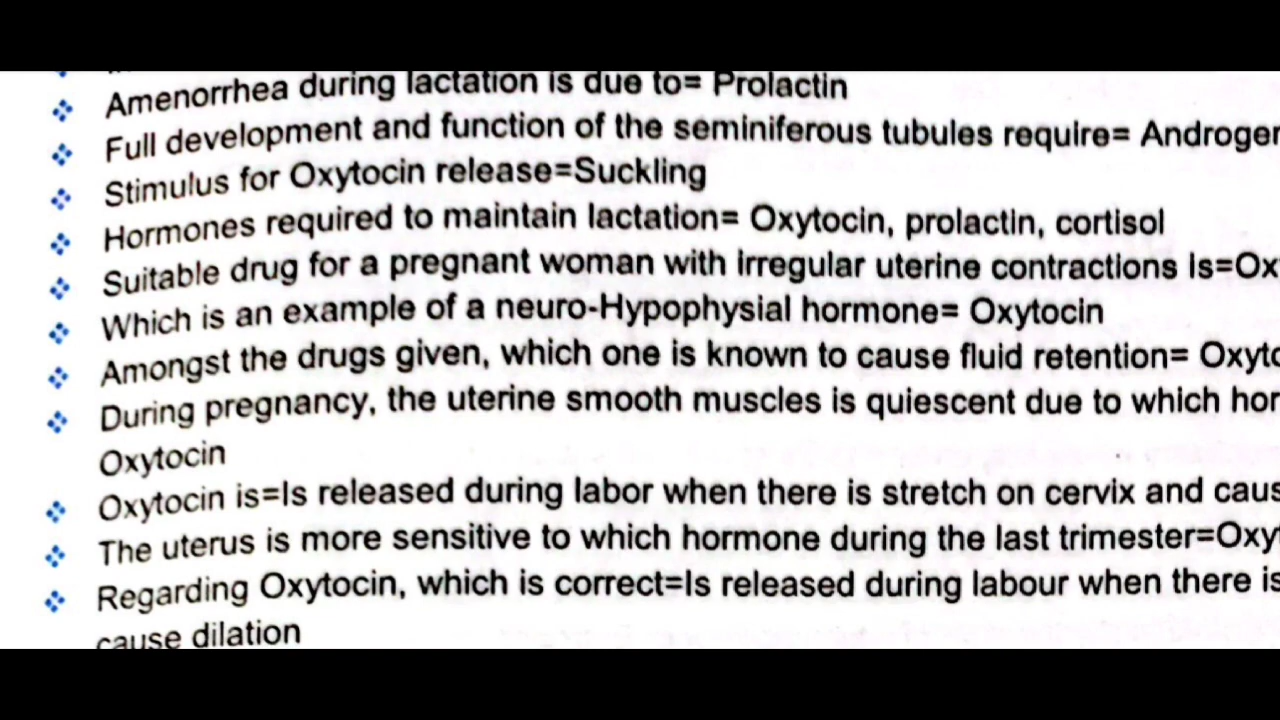 Amenorrhea during lactation is due to= Prolactin
Full development and function of the seminiferous tubules require= Androgen
Stimulus for Oxytocin release=Suckling
Hormones required to maintain lactation= Oxytocin, prolactin, cortisol
Suitable drug for a pregnant woman with irregular uterine contractions Is=Ox
Which is an example of a neuro-Hypophysial hormone= Oxytocin
Amongst the drugs given, which one is known to cause fluid retention= Oxyto
During pregnancy, the uterine smooth muscles is quiescent due to which hor
Oxytocin
Oxytocin is=Is released during labor when there is stretch on cervix and caus
The uterus is more sensitive to which hormone during the last trimester=Oxy
Regarding Oxytocin, which is correct=Is released during labour when there is
cause dilation